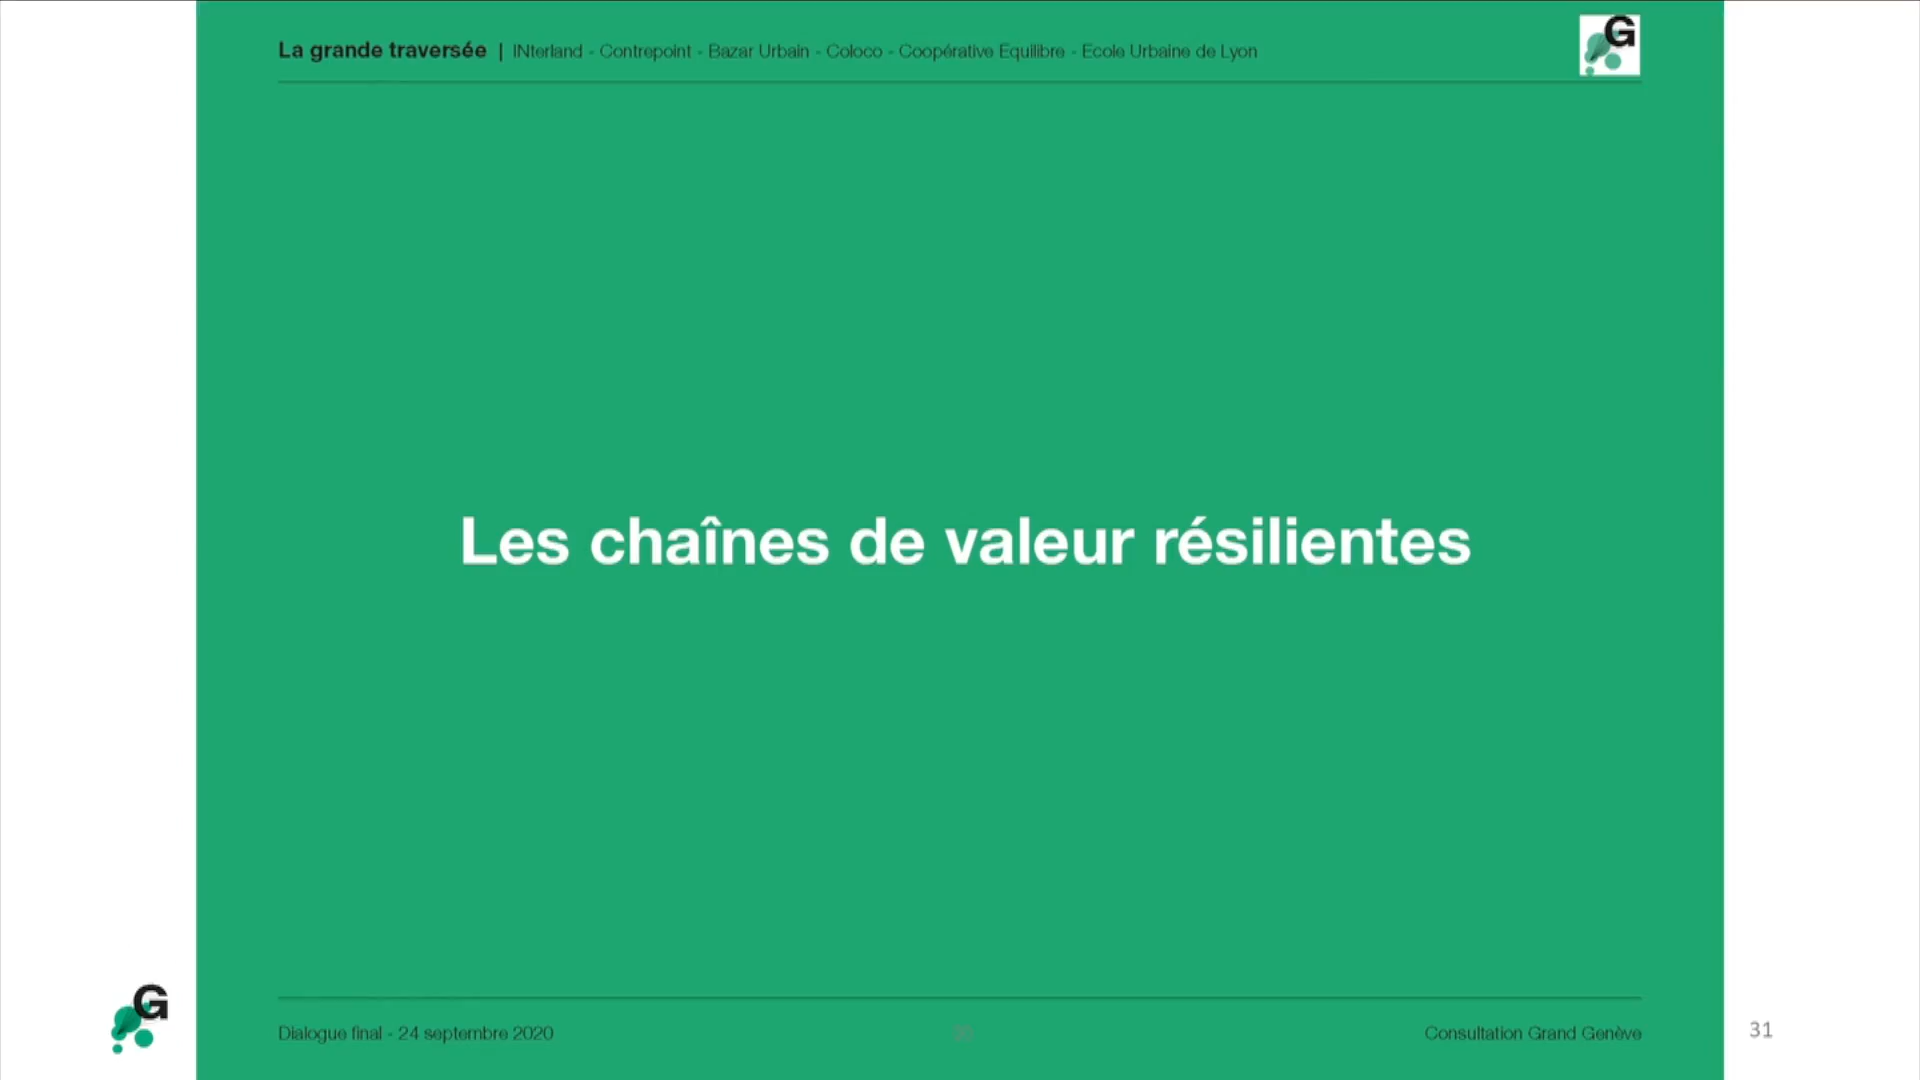 La grande traversée | INterland - Contrepoint - Bazar Urbain - Coloco - Coopérative Equilibre - Ecole Urbaine de Lyon
G
Les chaînes de valeur résilientes
G
Dialogue final - 24 septembre 2020
Consultation Grand Genève
31